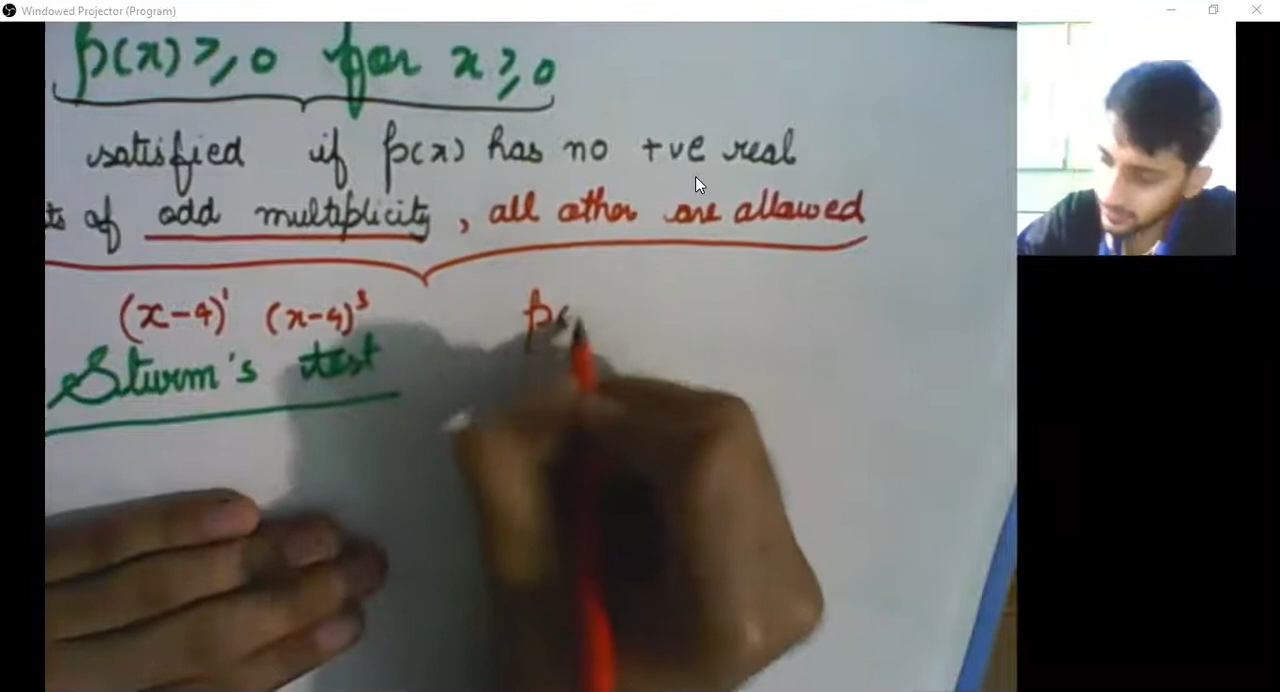 Windowed Projector (Program)
p(x) ≥, 0 for x ≥, 0
satisfied if p(x) has no +ve real
ts of odd multiplicity, all other are allowed
(x-4)¹ (x-4)³ p(
Sturm's test